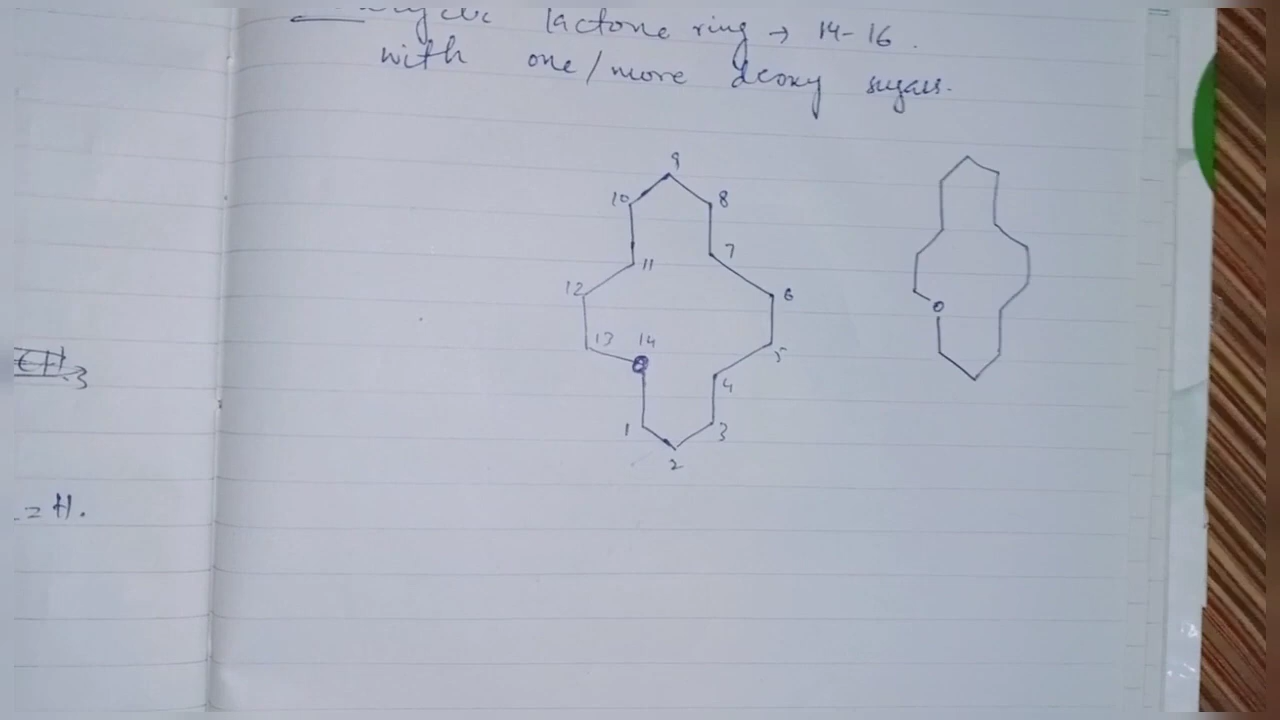 lactone ring → 14-16.
with one/more deoxy sugars.
9
10 8
11 7
12 6
13 14 5
O
4
1 3
2
O
CH3
= H.